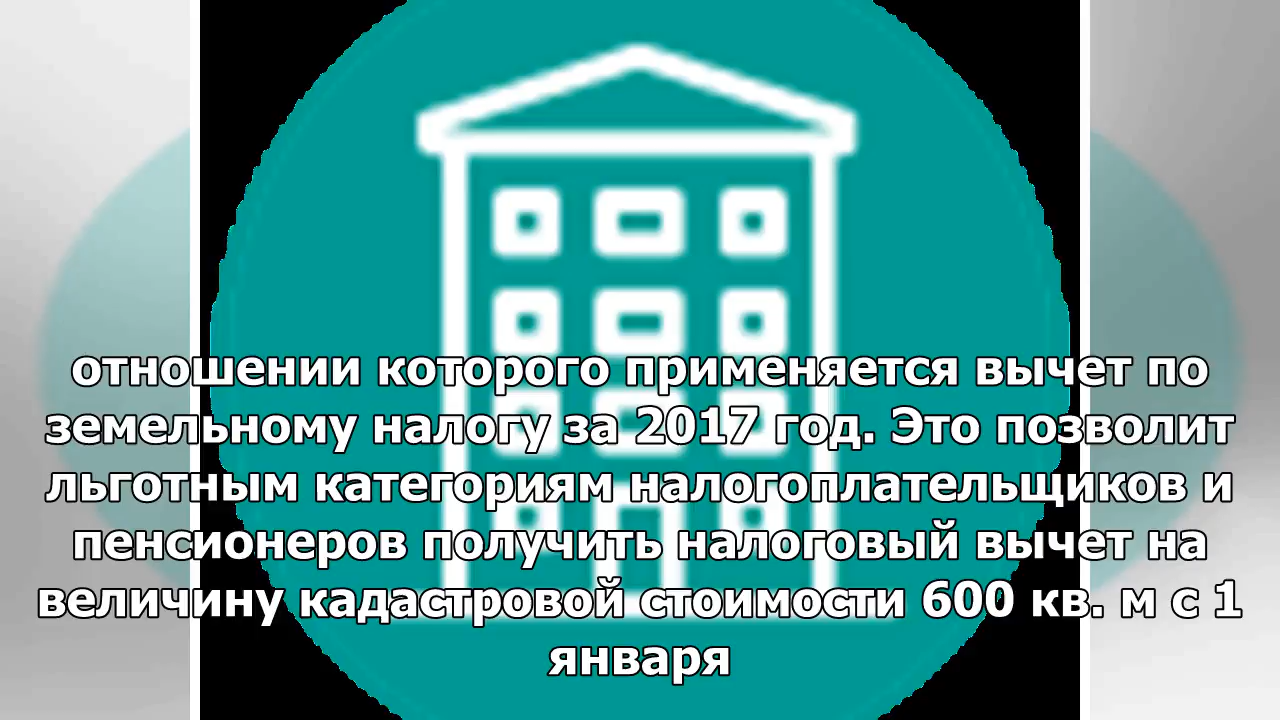 отношении которого применяется вычет по
земельному налогу за 2017 год. Это позволит
льготным категориям налогоплательщиков и
пенсионеров получить налоговый вычет на
величину кадастровой стоимости 600 кв. м с 1
января